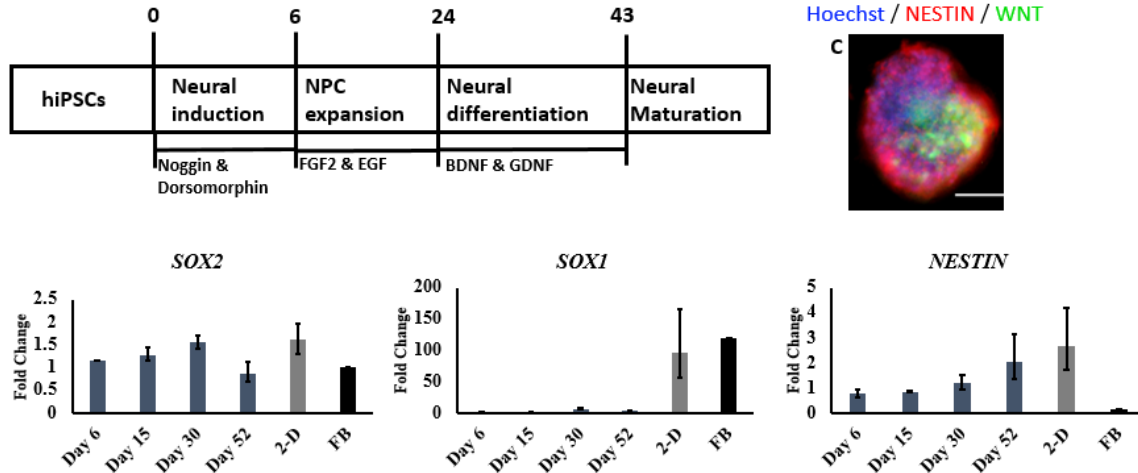 0 6 24 43
hiPSCs
Neural
induction
NPC
expansion
Neural
differentiation
Neural
Maturation
Noggin &
Dorsomorphin
FGF2 & EGF
BDNF & GDNF
Hoechst / NESTIN / WNT
C
SOX2
Fold Change
2.5
2
1.5
1
0.5
0
Day 6
Day 15
Day 30
Day 52
2-D
FB
SOX1
Fold Change
200
150
100
50
0
Day 6
Day 15
Day 30
Day 52
2-D
FB
NESTIN
Fold Change
5
4
3
2
1
0
Day 6
Day 15
Day 30
Day 52
2-D
FB